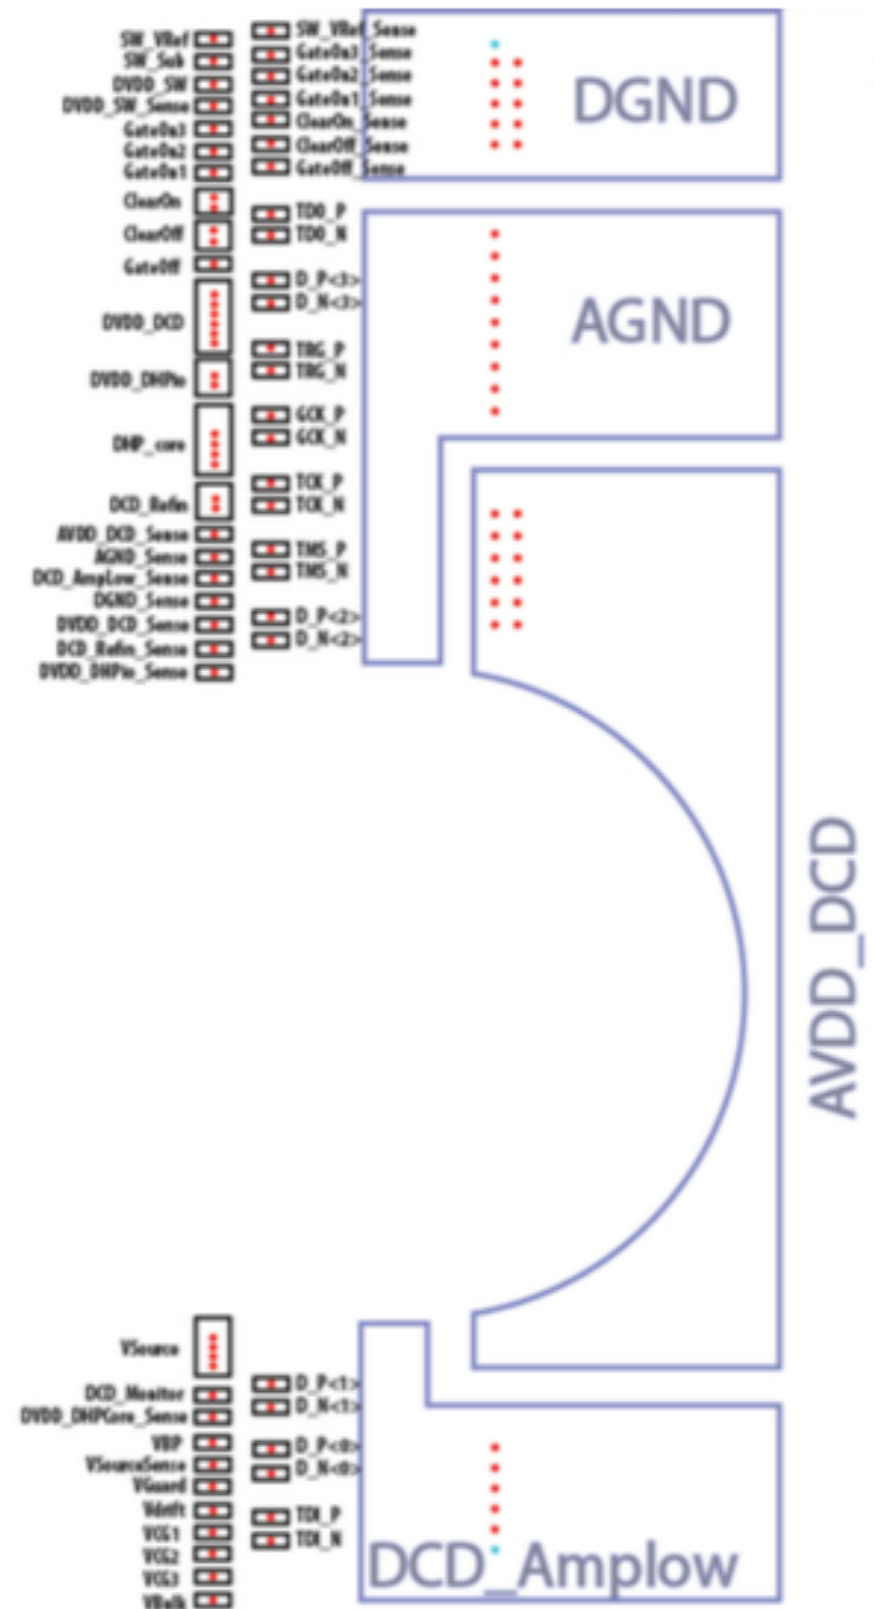 SW_VRef
SW_Sub
DVDD_SW
DVDD_SW_Sense
GateOn3
GateOn2
GateOn1
ClearOn
ClearOff
GateOff
DVDD_DCD
DVDD_DHPio
DHP_core
DCD_Refin
AVDD_DCD_Sense
AGND_Sense
DCD_AmpLow_Sense
DGND_Sense
DVDD_DCD_Sense
DCD_Refin_Sense
DVDD_DHPio_Sense
SW_VRef_Sense
GateOn3_Sense
GateOn2_Sense
GateOn1_Sense
ClearOn_Sense
ClearOff_Sense
GateOff_Sense
TDO_P
TDO_N
D_P<3>
D_N<3>
TRG_P
TRG_N
GCK_P
GCK_N
TCK_P
TCK_N
TMS_P
TMS_N
D_P<2>
D_N<2>
DGND
AGND
AVDD_DCD
VSource
DCD_Monitor
DVDD_DHPCore_Sense
VBP
VSourceSense
VGuard
Vdrift
VCG1
VCG2
VCG3
VBulk
D_P<1>
D_N<1>
D_P<0>
D_N<0>
TDI_P
TDI_N
DCD_Amplow